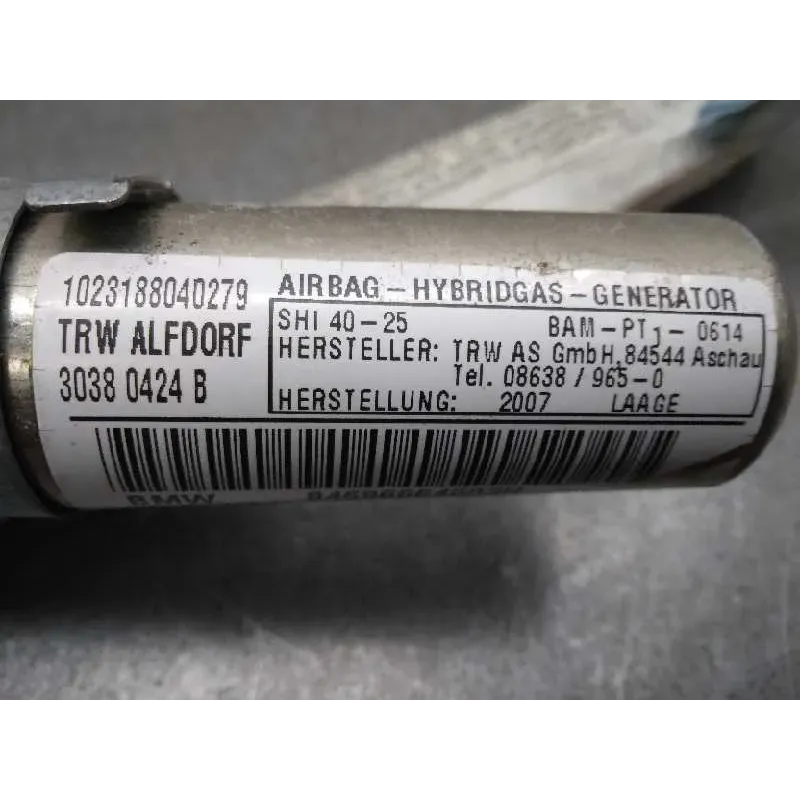 1023188040279
TRW ALFDORF
3038 0424 B
AIRBAG-HYBRIDGAS-GENERATOR
SHI 40-25 BAM-PT1-0614
HERSTELLER: TRW AS GmbH, 84544 Aschau
Tel. 08638 / 965-0
HERSTELLUNG: 2007 LAAGE
BMW